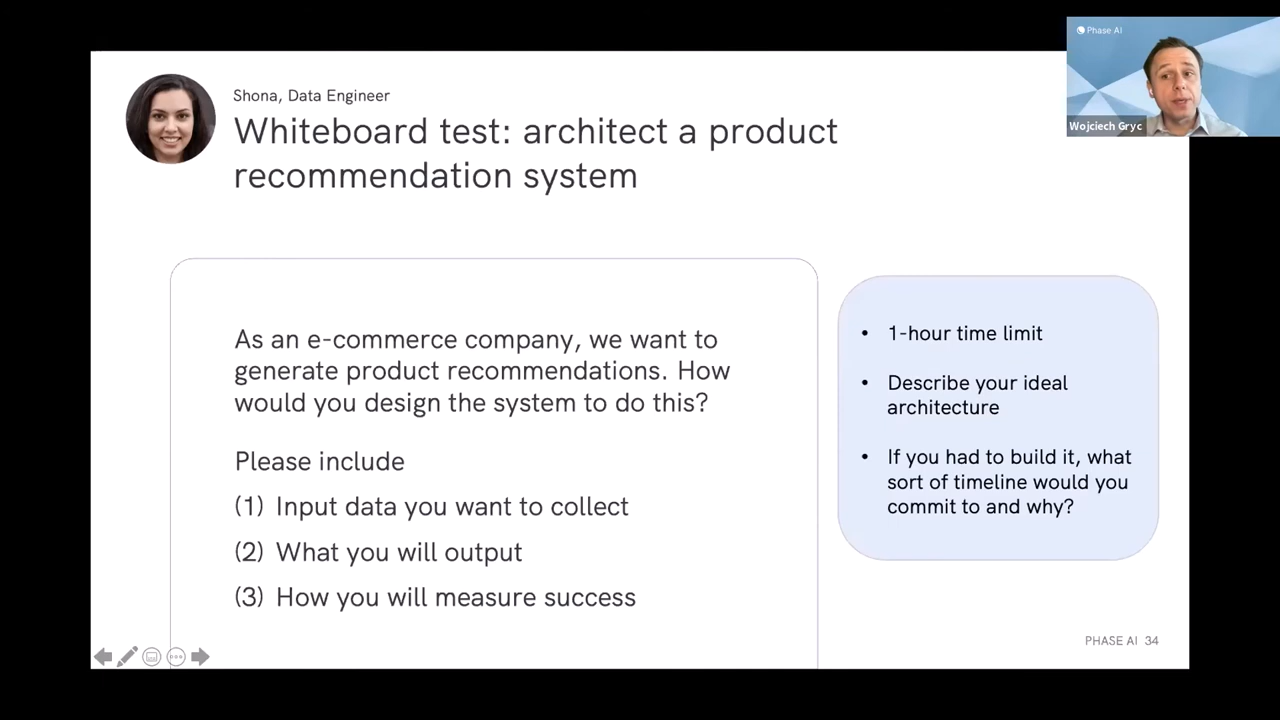 Phase AI
Wojciech Gryc
Shona, Data Engineer
Whiteboard test: architect a product
recommendation system
As an e-commerce company, we want to
generate product recommendations. How
would you design the system to do this?
Please include
(1) Input data you want to collect
(2) What you will output
(3) How you will measure success
• 1-hour time limit
• Describe your ideal
architecture
• If you had to build it, what
sort of timeline would you
commit to and why?
PHASE AI 34